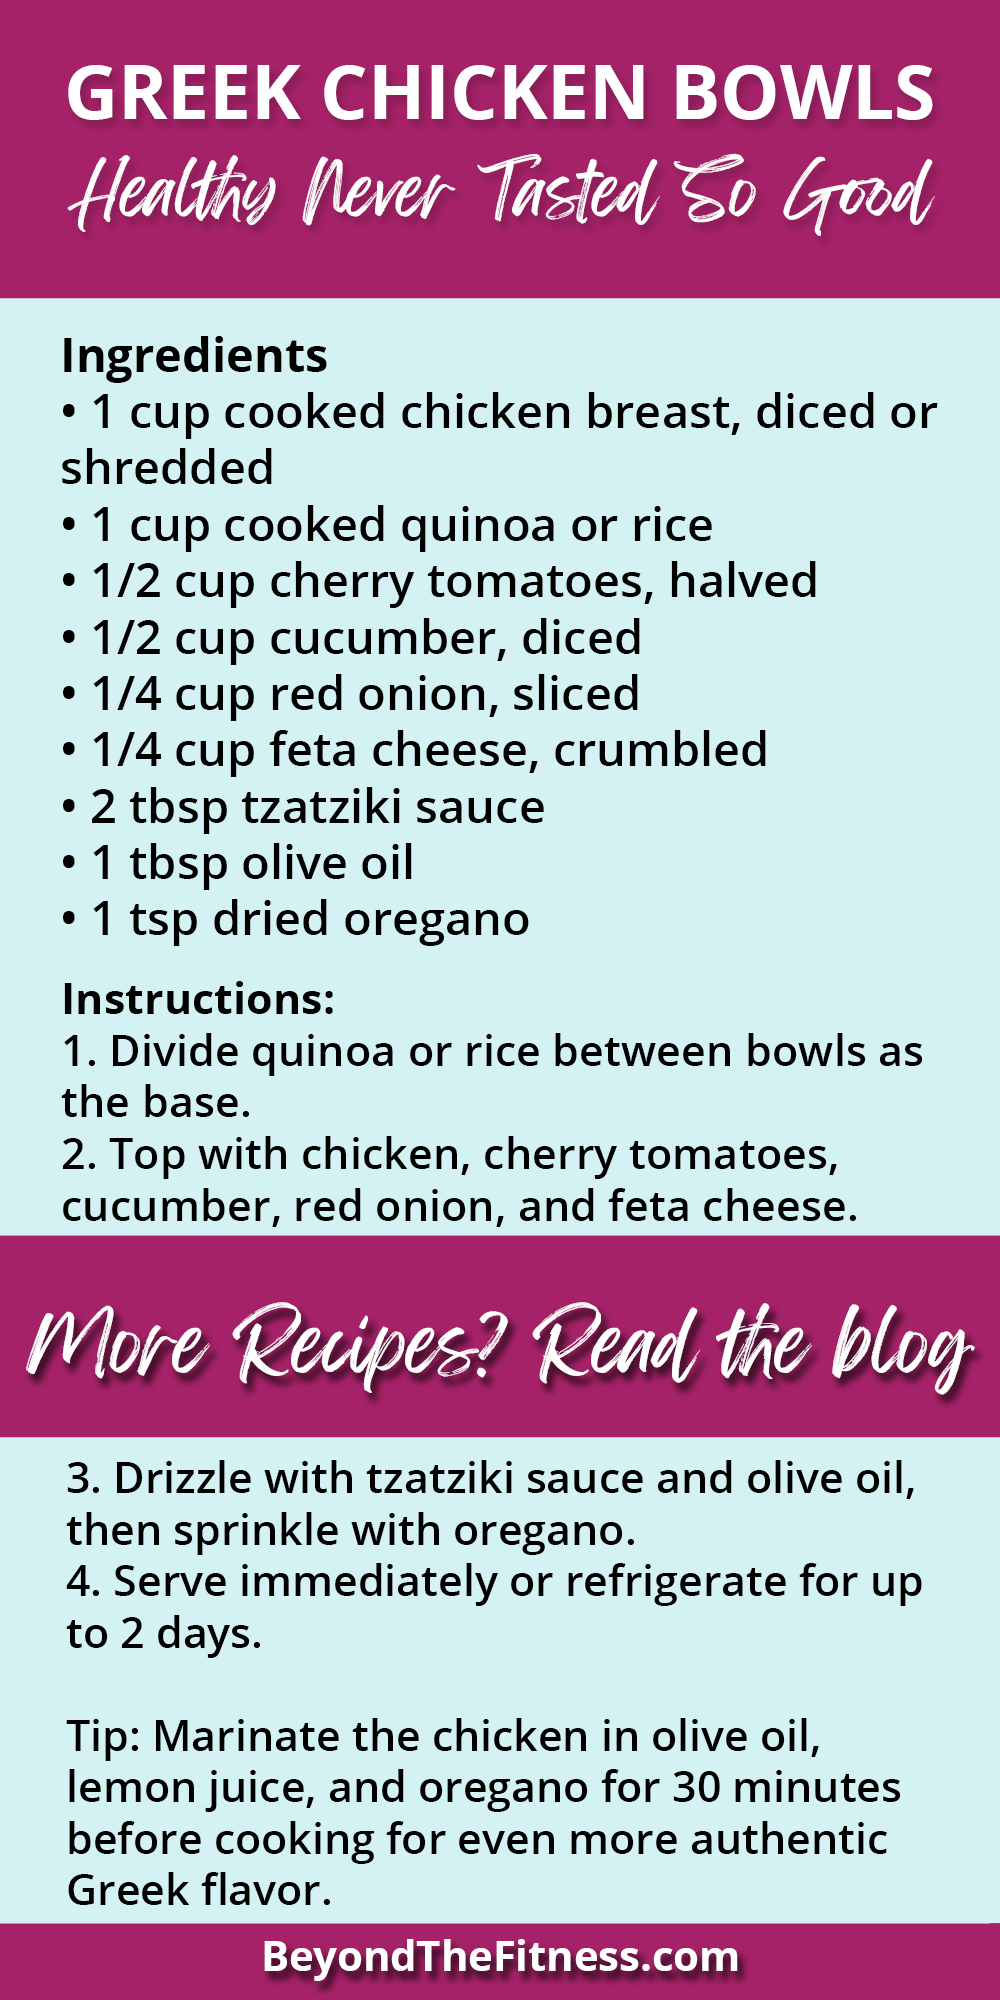 GREEK CHICKEN BOWLS
Healthy Never Tasted So Good
Ingredients
• 1 cup cooked chicken breast, diced or
shredded
• 1 cup cooked quinoa or rice
• 1/2 cup cherry tomatoes, halved
• 1/2 cup cucumber, diced
• 1/4 cup red onion, sliced
• 1/4 cup feta cheese, crumbled
• 2 tbsp tzatziki sauce
• 1 tbsp olive oil
• 1 tsp dried oregano
Instructions:
1. Divide quinoa or rice between bowls as
the base.
2. Top with chicken, cherry tomatoes,
cucumber, red onion, and feta cheese.
More Recipes? Read the blog
3. Drizzle with tzatziki sauce and olive oil,
then sprinkle with oregano.
4. Serve immediately or refrigerate for up
to 2 days.
Tip: Marinate the chicken in olive oil,
lemon juice, and oregano for 30 minutes
before cooking for even more authentic
Greek flavor.
BeyondTheFitness.com